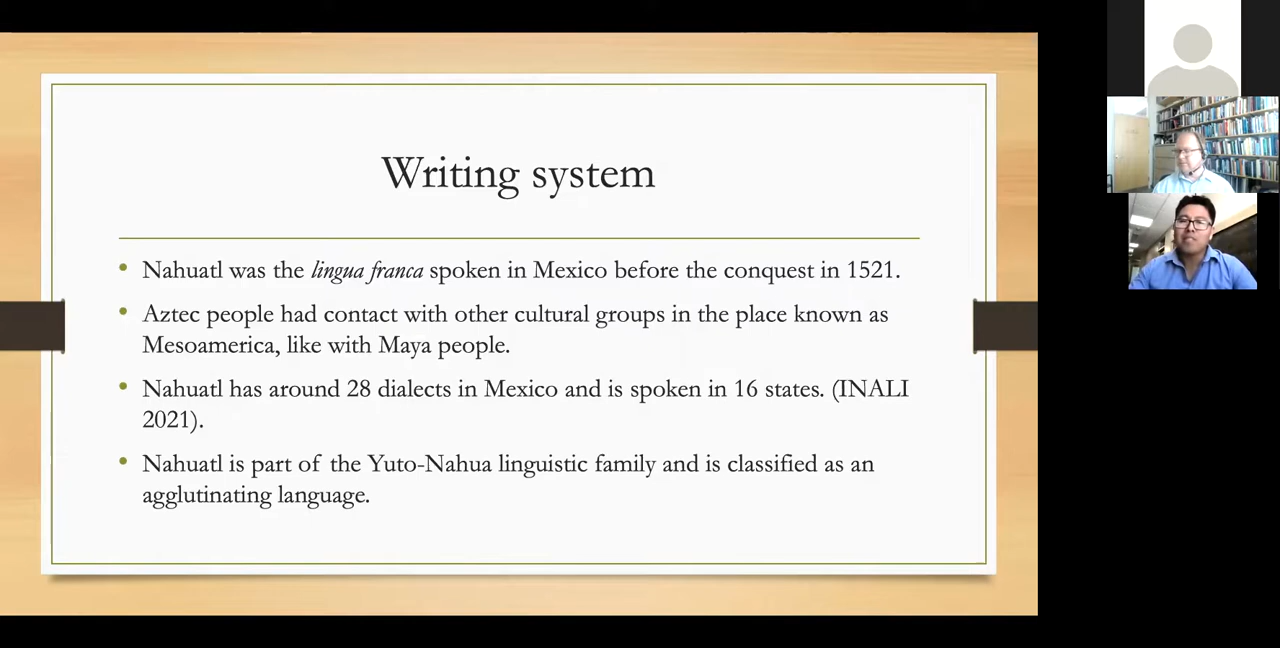 Writing system
• Nahuatl was the lingua franca spoken in Mexico before the conquest in 1521.
• Aztec people had contact with other cultural groups in the place known as
Mesoamerica, like with Maya people.
• Nahuatl has around 28 dialects in Mexico and is spoken in 16 states. (INALI
2021).
• Nahuatl is part of the Yuto-Nahua linguistic family and is classified as an
agglutinating language.